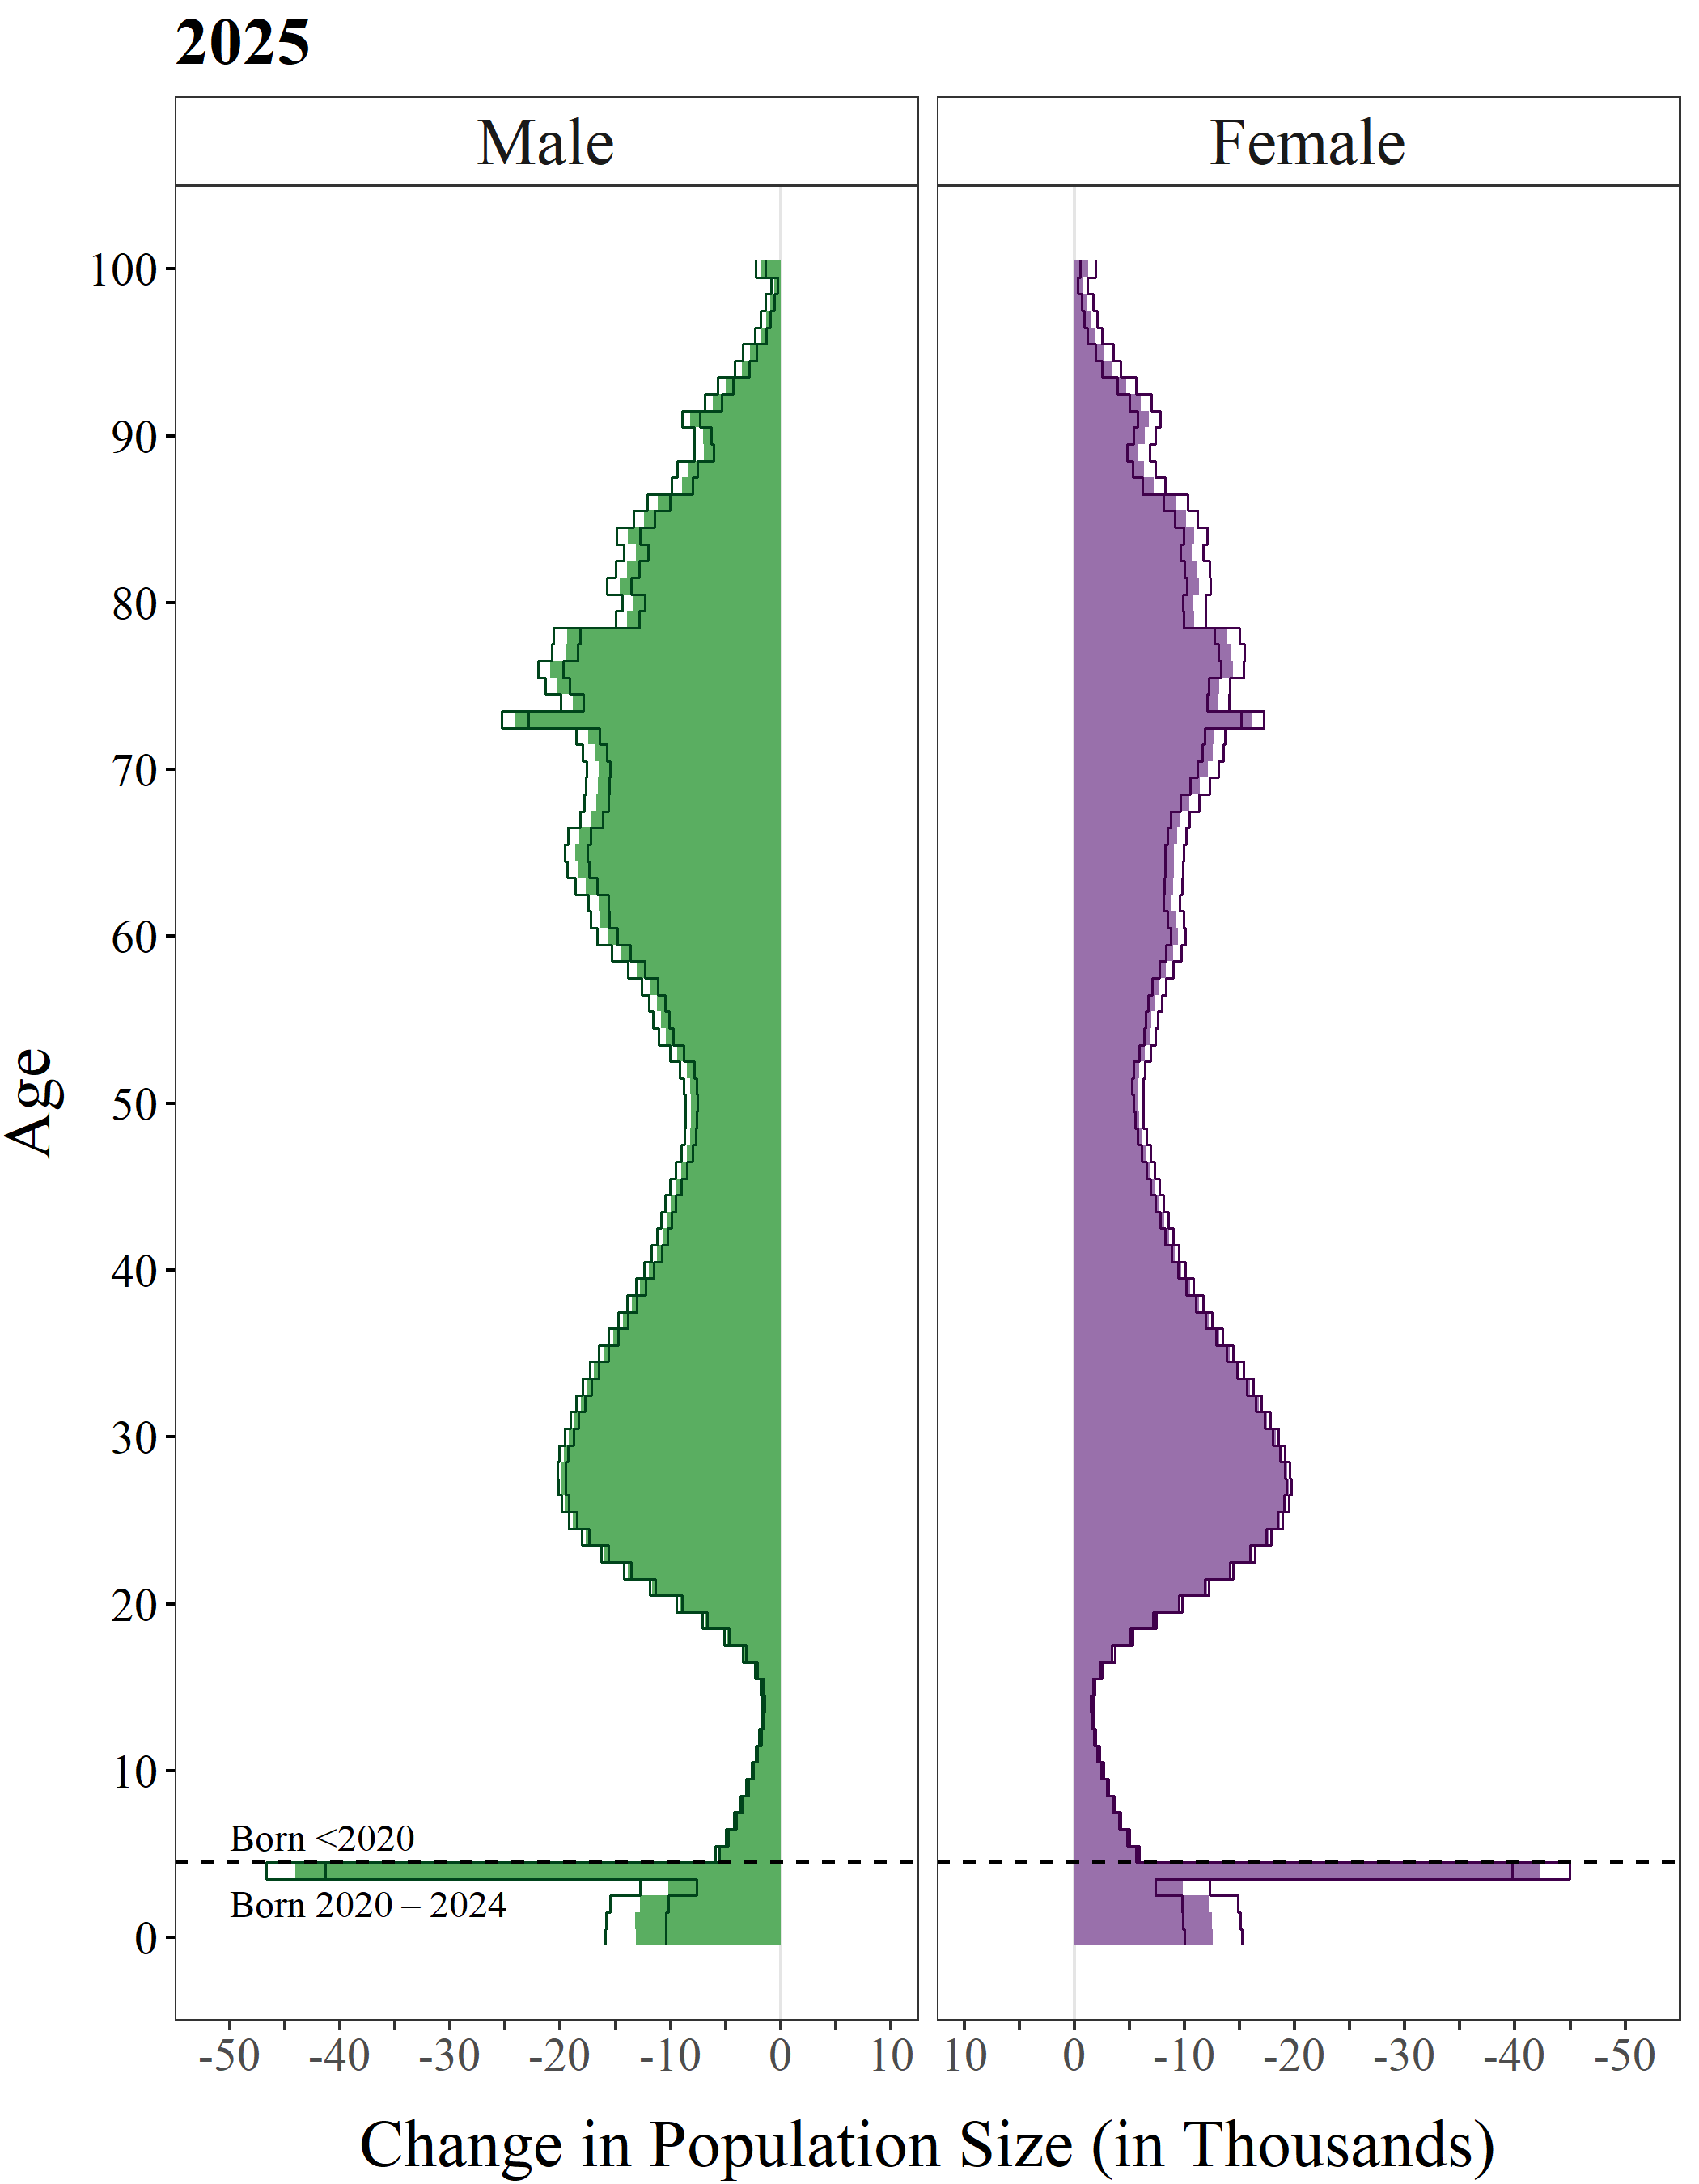 2025
Male Female
100
90
80
70
60
50
40
30
20
10
0
Age
Born <2020
Born 2020 – 2024
-50 -40 -30 -20 -10 0 10 10 0 -10 -20 -30 -40 -50
Change in Population Size (in Thousands)